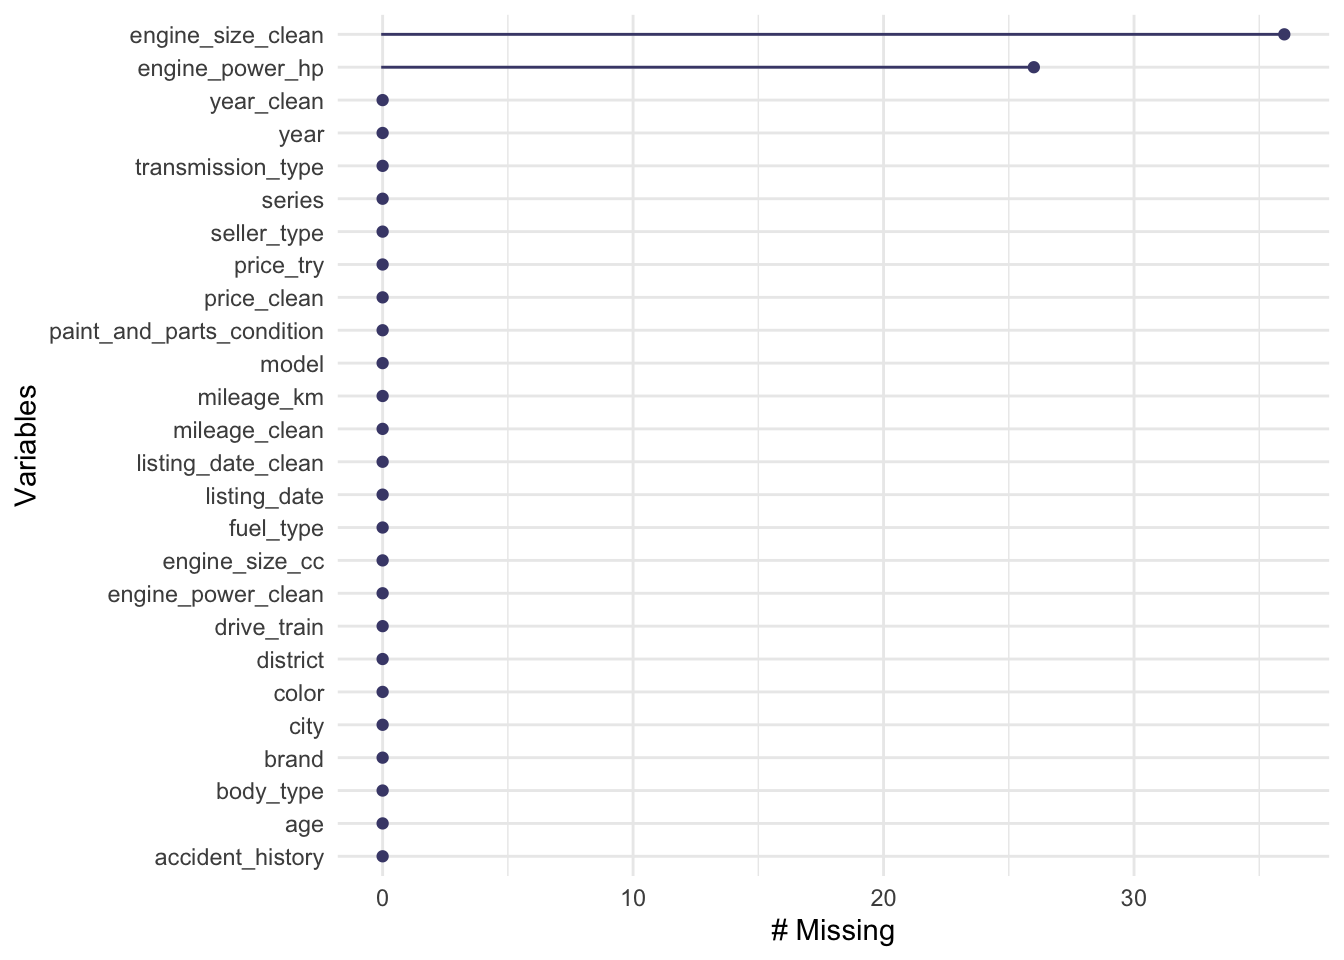 engine_size_clean
engine_power_hp
year_clean
year
transmission_type
series
seller_type
price_try
price_clean
paint_and_parts_condition
model
mileage_km
mileage_clean
listing_date_clean
listing_date
fuel_type
engine_size_cc
engine_power_clean
drive_train
district
color
city
brand
body_type
age
accident_history
Variables
0 10 20 30
# Missing